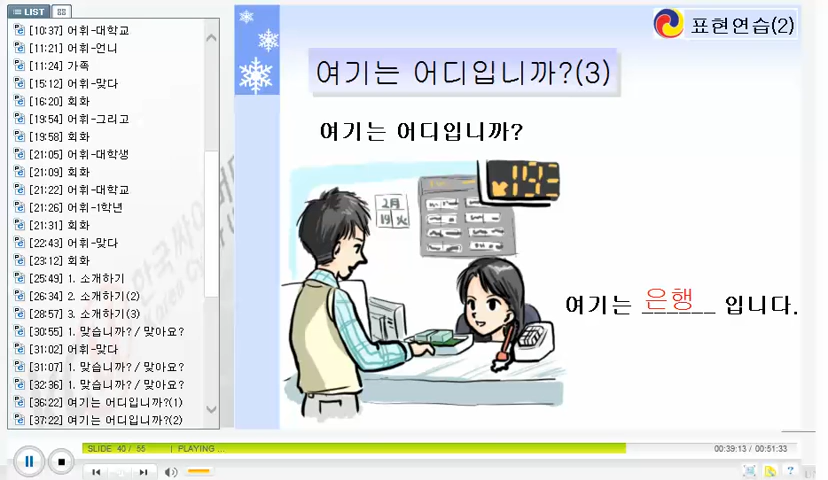 LIST
[10:37] 어휘-대학교
[11:21] 어휘-언니
[11:24] 가족
[15:12] 어휘-맞다
[16:20] 회화
[19:54] 어휘-그리고
[19:58] 회화
[21:05] 어휘-대학생
[21:09] 회화
[21:22] 어휘-대학교
[21:26] 어휘-1학년
[21:31] 회화
[22:43] 어휘-맞다
[23:12] 회화
[25:49] 1. 소개하기
[26:34] 2. 소개하기(2)
[28:57] 3. 소개하기(3)
[30:55] 1. 맞습니까? / 맞아요?
[31:02] 어휘-맞다
[31:07] 1. 맞습니까? / 맞아요?
[32:36] 1. 맞습니까? / 맞아요?
[36:22] 여기는 어디입니까?(1)
[37:22] 여기는 어디입니까?(2)
표현연습(2)
여기는 어디입니까?(3)
여기는 어디입니까?
2月
19 火
여기는 은행 입니다.
SLIDE 40 / 55 | PLAYING ...
00:39:13 / 00:51:33